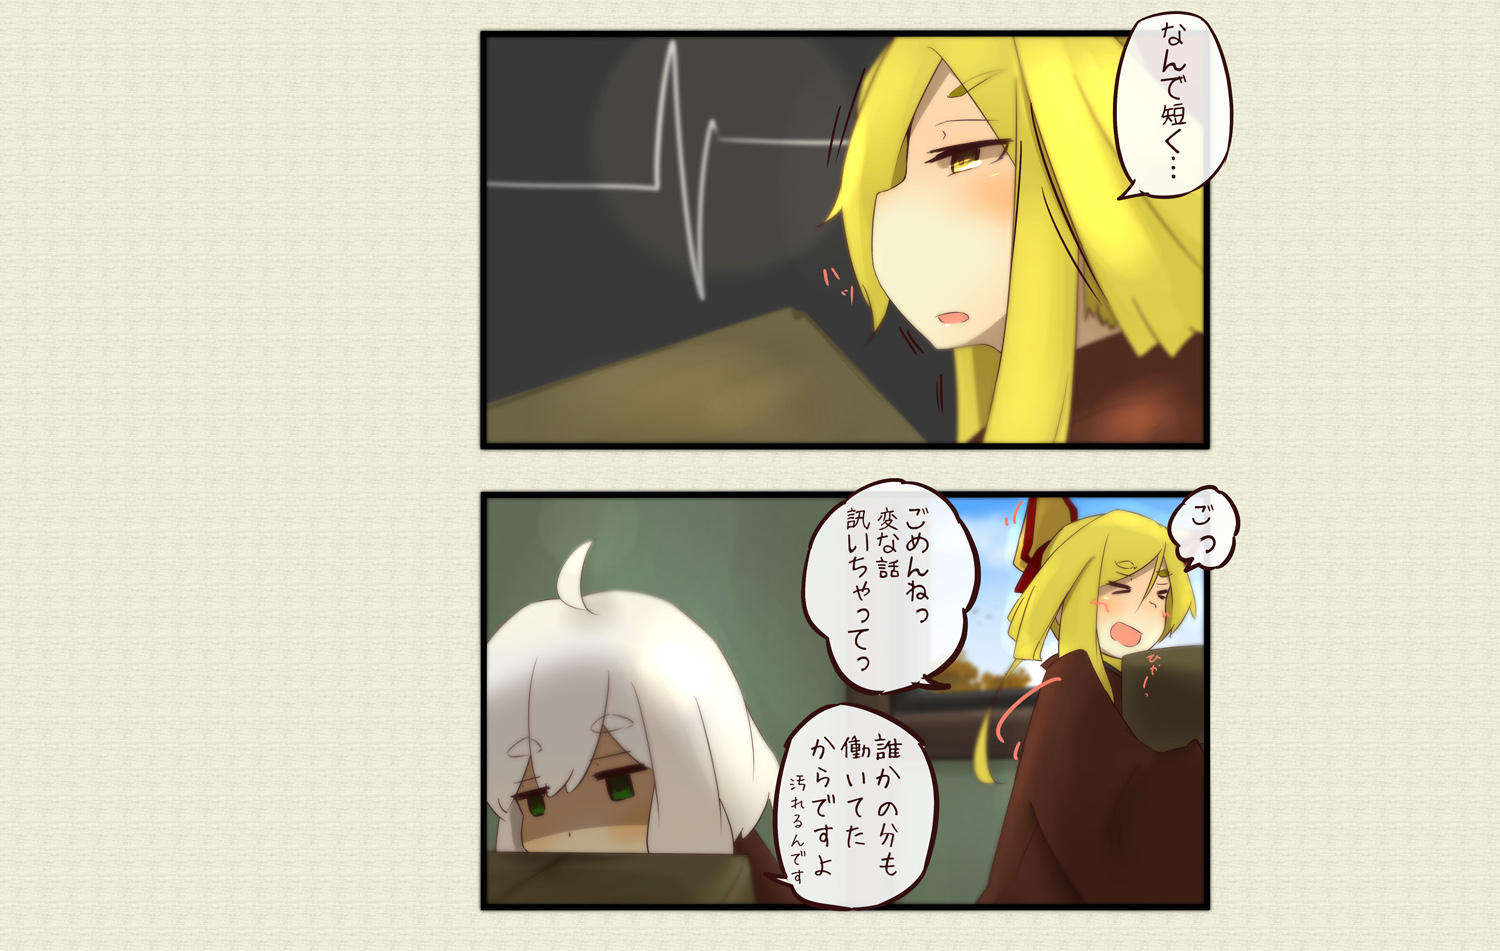 なんで短く…
ハッ
ごっ
ごめんねっ
変な話
訊いちゃってっ
ひゃーっ
誰かの分も
働いてた
からですよ
汚れるんです